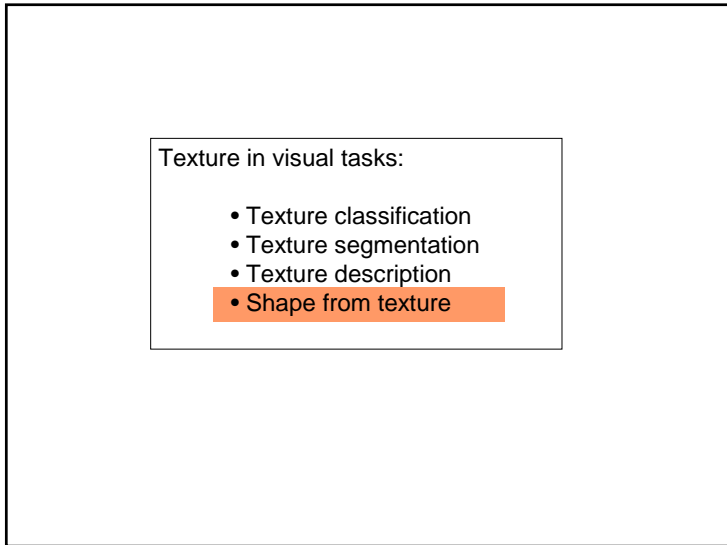 Texture in visual tasks:
• Texture classification
• Texture segmentation
• Texture description
• Shape from texture